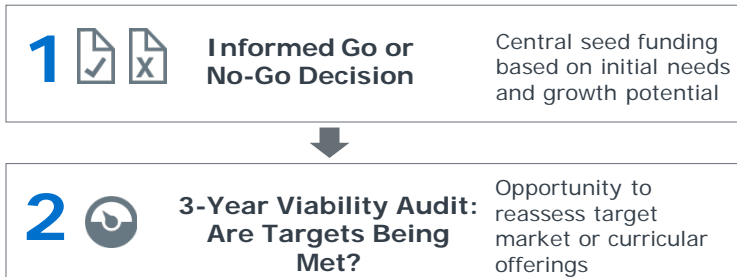 1
Informed Go or
No-Go Decision
Central seed funding
based on initial needs
and growth potential
2
3-Year Viability Audit:
Are Targets Being
Met?
Opportunity to
reassess target
market or curricular
offerings